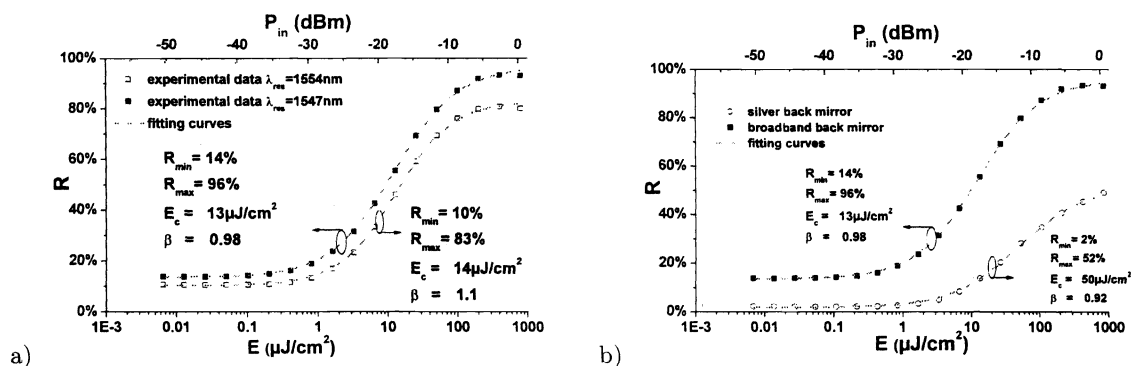 P_in (dBm)
-50 -40 -30 -20 -10 0
100%
80%
60%
40%
20%
0%
R
experimental data λ_res=1554nm
experimental data λ_res=1547nm
fitting curves
R_min= 14%
R_max= 96%
E_c = 13µJ/cm²
β = 0.98
R_min= 10%
R_max= 83%
E_c = 14µJ/cm²
β = 1.1
1E-3 0.01 0.1 1 10 100 1000
E (µJ/cm²)
a)
P_in (dBm)
-50 -40 -30 -20 -10 0
100%
80%
60%
40%
20%
0%
R
silver back mirror
broadband back mirror
fitting curves
R_min= 14%
R_max= 96%
E_c = 13µJ/cm²
β = 0.98
R_min= 2%
R_max= 52%
E_c = 50µJ/cm²
β = 0.92
1E-3 0.01 0.1 1 10 100 1000
E (µJ/cm²)
b)